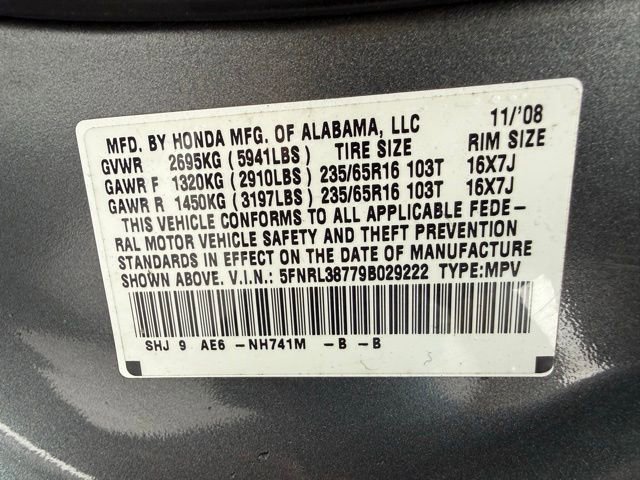 MFD. BY HONDA MFG. OF ALABAMA, LLC 11/'08
GVWR 2695KG (5941LBS) TIRE SIZE RIM SIZE
GAWR F 1320KG (2910LBS) 235/65R16 103T 16X7J
GAWR R 1450KG (3197LBS) 235/65R16 103T 16X7J
THIS VEHICLE CONFORMS TO ALL APPLICABLE FEDE-
RAL MOTOR VEHICLE SAFETY AND THEFT PREVENTION
STANDARDS IN EFFECT ON THE DATE OF MANUFACTURE
SHOWN ABOVE. V.I.N.: 5FNRL38779B029222 TYPE:MPV
SHJ 9 AE6 -NH741M -B -B